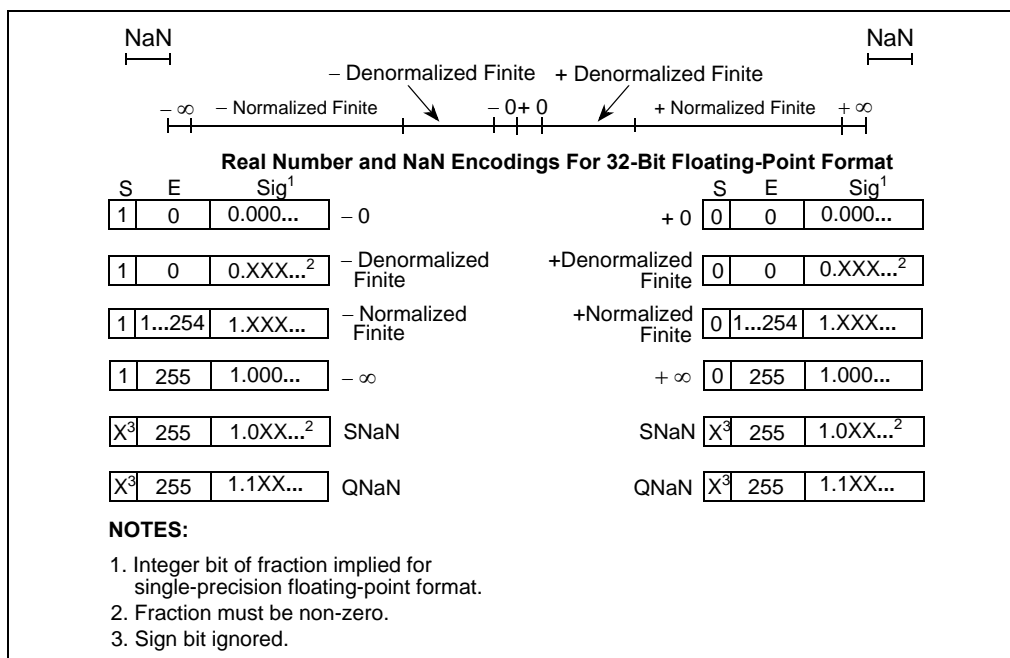 NaN NaN
− Denormalized Finite + Denormalized Finite
− ∞ − Normalized Finite − 0 + 0 + Normalized Finite + ∞
Real Number and NaN Encodings For 32-Bit Floating-Point Format
S E Sig1 S E Sig1
1 0 0.000... − 0 + 0 0 0 0.000...
1 0 0.XXX...2 − Denormalized Finite +Denormalized Finite 0 0 0.XXX...2
1 1...254 1.XXX... − Normalized Finite +Normalized Finite 0 1...254 1.XXX...
1 255 1.000... − ∞ + ∞ 0 255 1.000...
X3 255 1.0XX...2 SNaN SNaN X3 255 1.0XX...2
X3 255 1.1XX... QNaN QNaN X3 255 1.1XX...
NOTES:
1. Integer bit of fraction implied for
single-precision floating-point format.
2. Fraction must be non-zero.
3. Sign bit ignored.